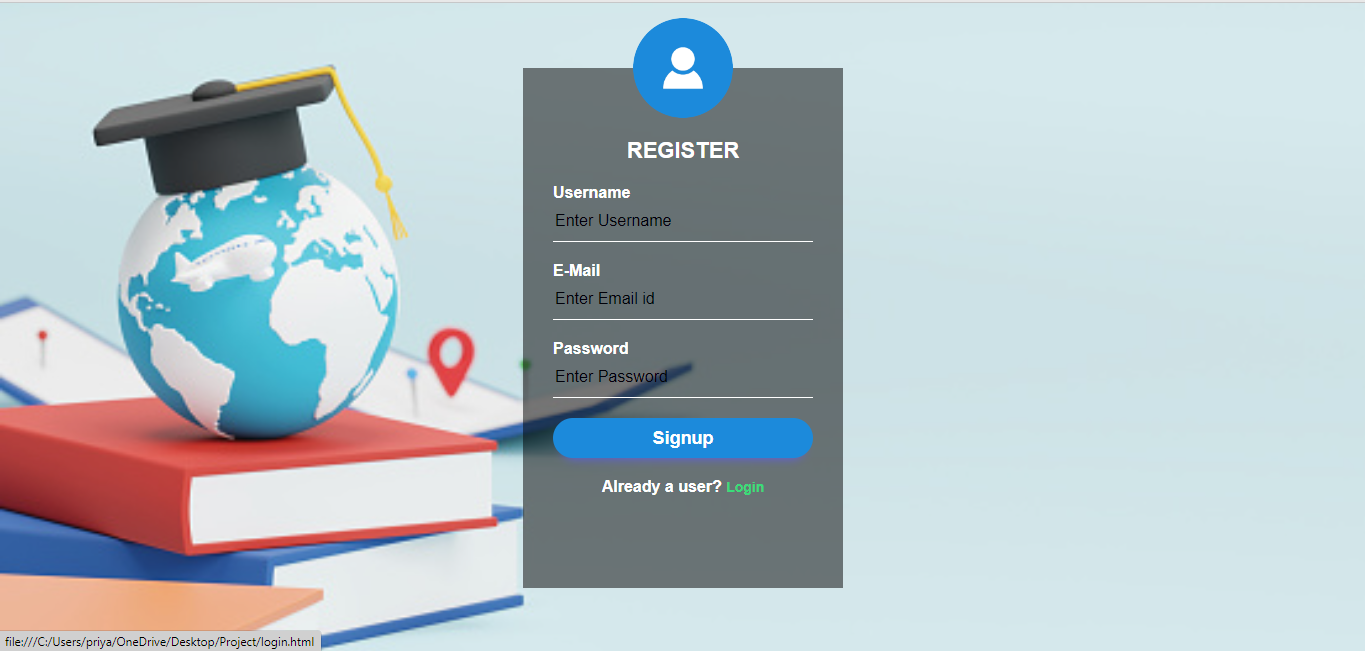 REGISTER
Username
Enter Username
E-Mail
Enter Email id
Password
Enter Password
Signup
Already a user? Login
file:///C:/Users/priya/OneDrive/Desktop/Project/login.html